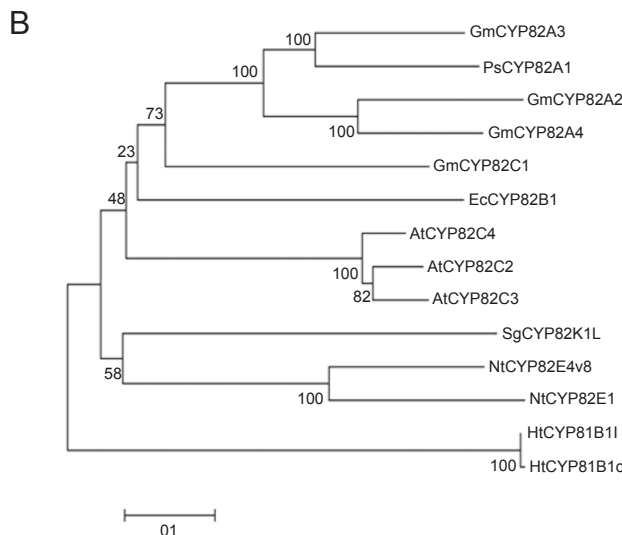 B
100
GmCYP82A3
PsCYP82A1
100
GmCYP82A2
100
GmCYP82A4
73
GmCYP82C1
23
EcCYP82B1
48
AtCYP82C4
100
AtCYP82C2
82
AtCYP82C3
SgCYP82K1L
58
NtCYP82E4v8
100
NtCYP82E1
HtCYP81B1l
100
HtCYP81B1c
01